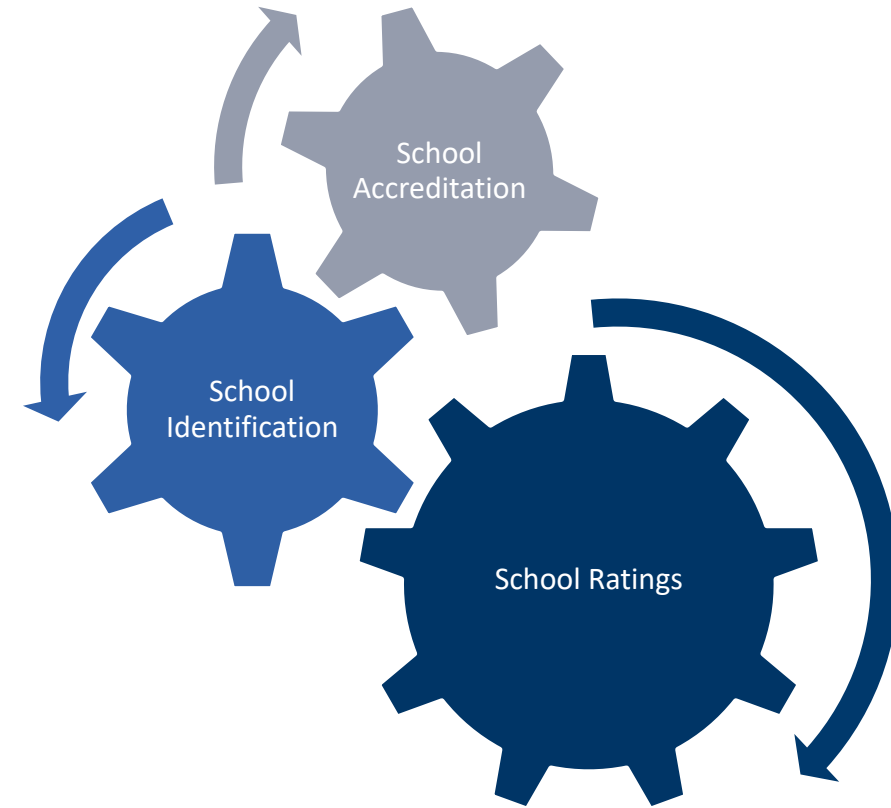 School
Accreditation
School
Identification
School Ratings